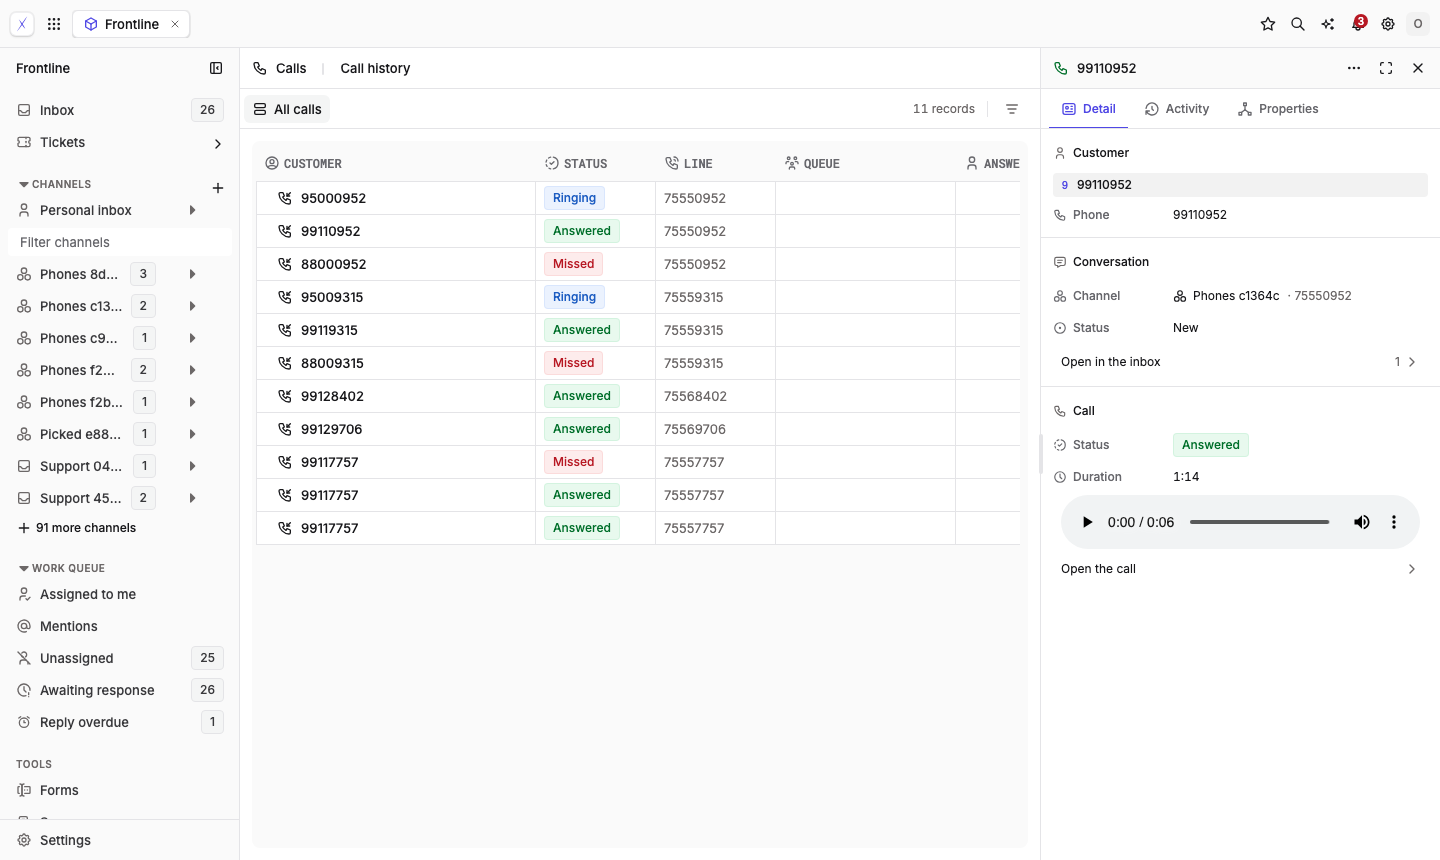 Frontline
3
O
Frontline
Inbox 26
Tickets
CHANNELS
Personal inbox
Filter channels
Phones 8d... 3
Phones c13... 2
Phones c9... 1
Phones f2... 2
Phones f2b... 1
Picked e88... 1
Support 04... 1
Support 45... 2
91 more channels
WORK QUEUE
Assigned to me
Mentions
Unassigned 25
Awaiting response 26
Reply overdue 1
TOOLS
Forms
Settings
Calls | Call history
All calls
11 records
CUSTOMER STATUS LINE QUEUE ANSWE
95000952 Ringing 75550952
99110952 Answered 75550952
88000952 Missed 75550952
95009315 Ringing 75559315
99119315 Answered 75559315
88009315 Missed 75559315
99128402 Answered 75568402
99129706 Answered 75569706
99117757 Missed 75557757
99117757 Answered 75557757
99117757 Answered 75557757
99110952
Detail Activity Properties
Customer
9 99110952
Phone 99110952
Conversation
Channel Phones c1364c · 75550952
Status New
Open in the inbox 1
Call
Status Answered
Duration 1:14
0:00 / 0:06
Open the call